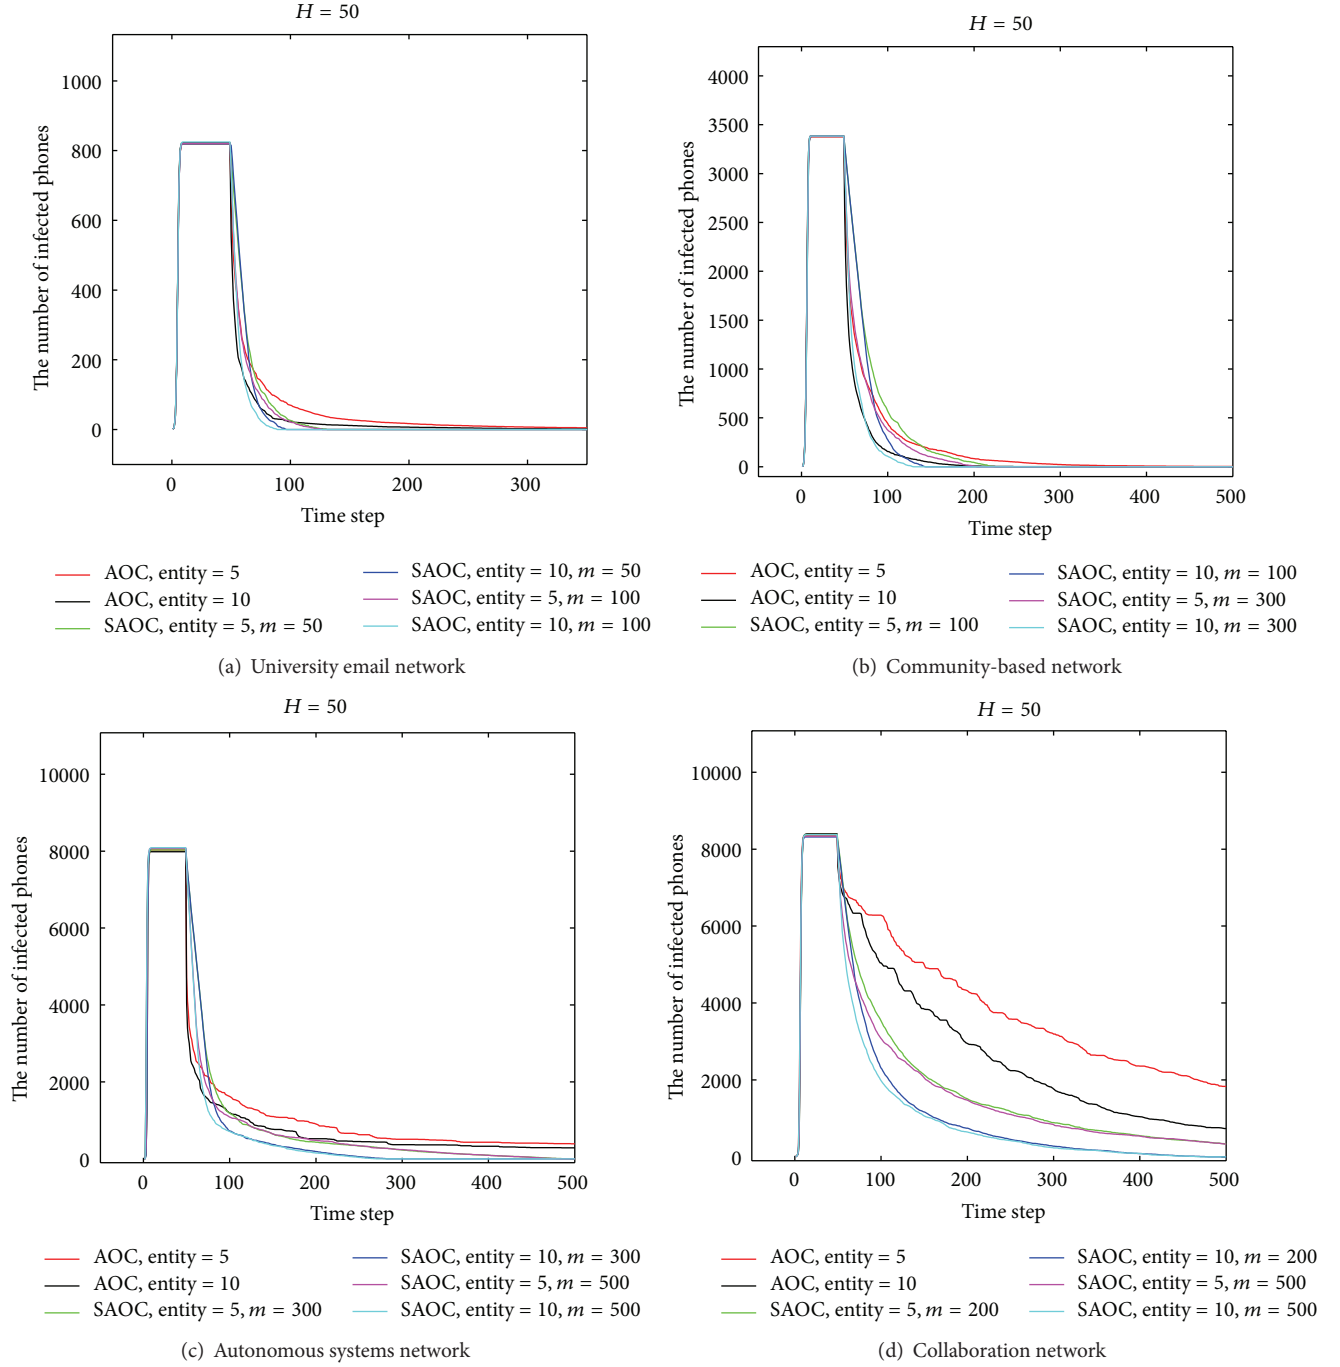 H = 50
The number of infected phones
1000
800
600
400
200
0
0 100 200 300
Time step
AOC, entity = 5
AOC, entity = 10
SAOC, entity = 5, m = 50
SAOC, entity = 10, m = 50
SAOC, entity = 5, m = 100
SAOC, entity = 10, m = 100
(a) University email network
H = 50
The number of infected phones
4000
3500
3000
2500
2000
1500
1000
500
0
0 100 200 300 400 500
Time step
AOC, entity = 5
AOC, entity = 10
SAOC, entity = 5, m = 100
SAOC, entity = 10, m = 100
SAOC, entity = 5, m = 300
SAOC, entity = 10, m = 300
(b) Community-based network
H = 50
The number of infected phones
10000
8000
6000
4000
2000
0
0 100 200 300 400 500
Time step
AOC, entity = 5
AOC, entity = 10
SAOC, entity = 5, m = 300
SAOC, entity = 10, m = 300
SAOC, entity = 5, m = 500
SAOC, entity = 10, m = 500
(c) Autonomous systems network
H = 50
The number of infected phones
10000
8000
6000
4000
2000
0
0 100 200 300 400 500
Time step
AOC, entity = 5
AOC, entity = 10
SAOC, entity = 5, m = 200
SAOC, entity = 10, m = 200
SAOC, entity = 5, m = 500
SAOC, entity = 10, m = 500
(d) Collaboration network